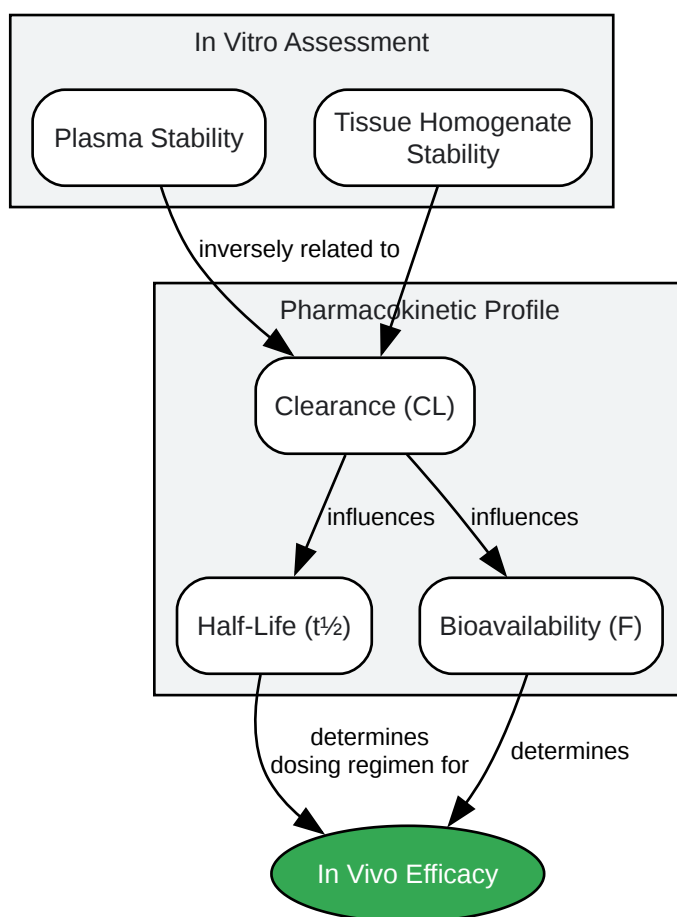 In Vitro Assessment
Plasma Stability
Tissue Homogenate
Stability
inversely related to
Pharmacokinetic Profile
Clearance (CL)
influences
influences
Half-Life (t½)
Bioavailability (F)
determines
dosing regimen for
determines
In Vivo Efficacy